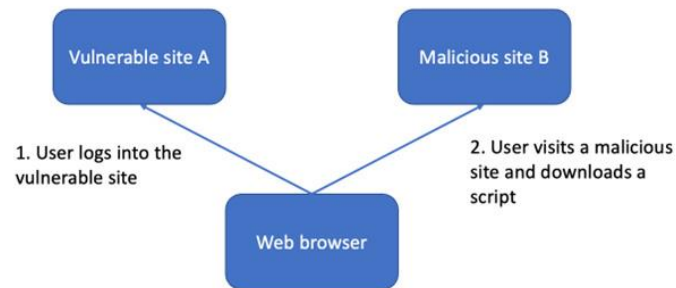 Vulnerable site A
Malicious site B
1. User logs into the
vulnerable site
2. User visits a malicious
site and downloads a
script
Web browser